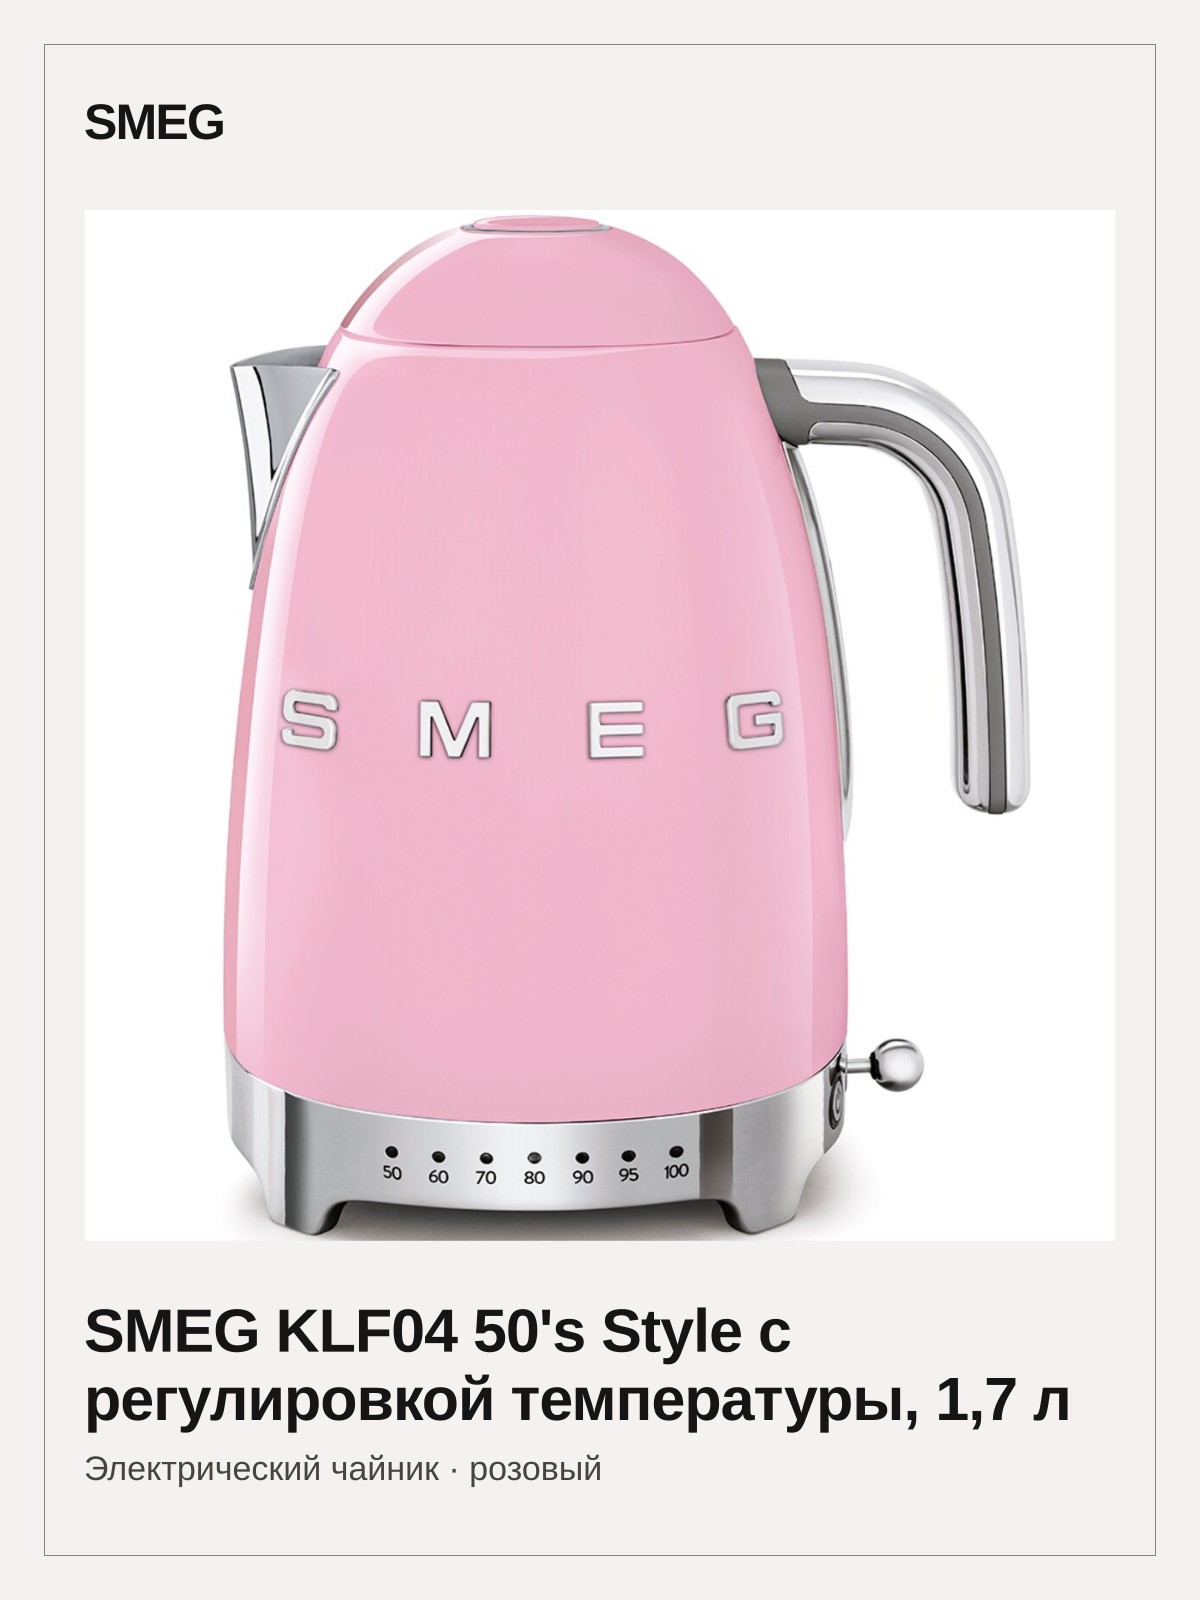 SMEG
SMEG
50 60 70 80 90 95 100
SMEG KLF04 50's Style с
регулировкой температуры, 1,7 л
Электрический чайник · розовый